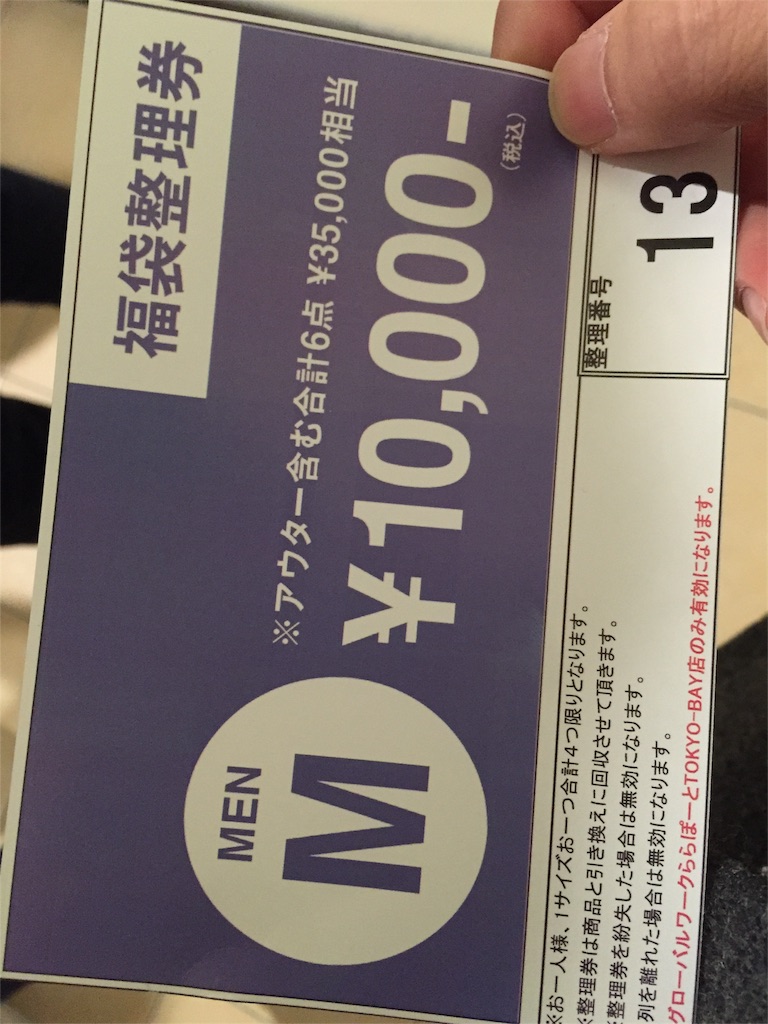 福袋整理券
※アウター含む合計6点 ¥35,000相当
¥10,000-
(税込)
MEN
M
整理番号
13
※お一人様、1サイズお一つ合計4つ限りとなります。
※整理券は商品と引き換えに回収させて頂きます。
※整理券を紛失した場合は無効になります。
列を離れた場合は無効になります。
グローバルワークららぽーとTOKYO-BAY店のみ有効になります。